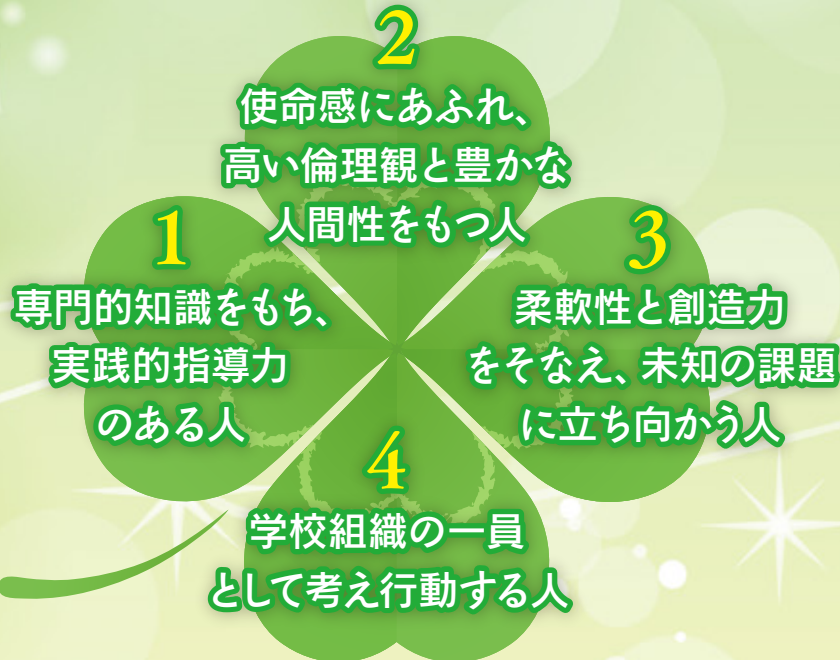 1
専門的知識をもち、
実践的指導力
のある人
2
使命感にあふれ、
高い倫理観と豊かな
人間性をもつ人
3
柔軟性と創造力
をそなえ、未知の課題
に立ち向かう人
4
学校組織の一員
として考え行動する人